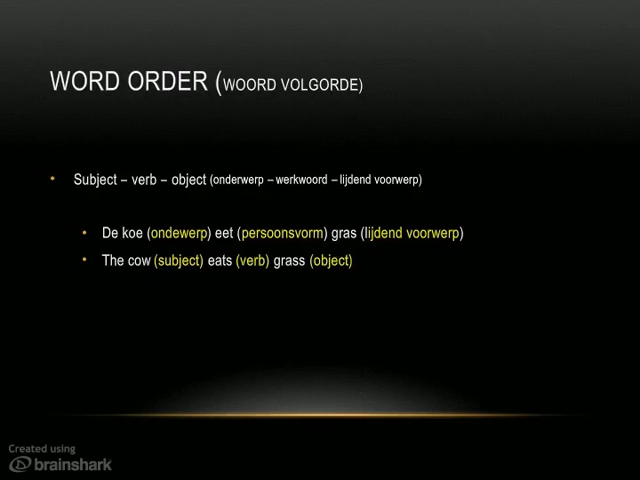 WORD ORDER (WOORD VOLGORDE)
• Subject – verb – object (onderwerp – werkwoord – lijdend voorwerp)
• De koe (ondewerp) eet (persoonsvorm) gras (lijdend voorwerp)
• The cow (subject) eats (verb) grass (object)
Created using
brainshark